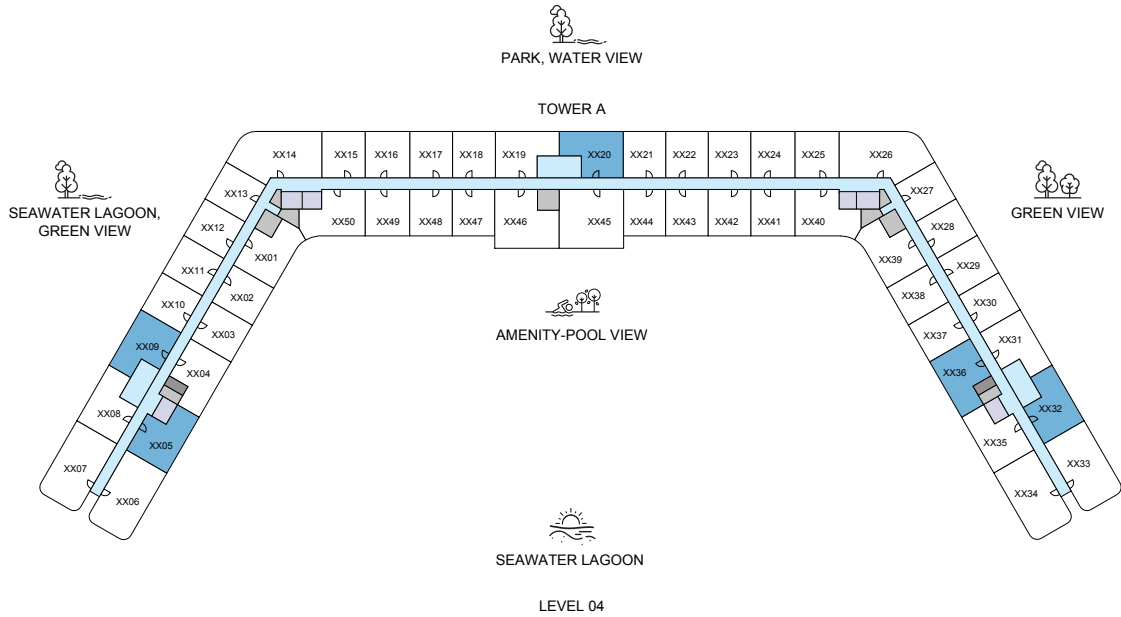 PARK, WATER VIEW
TOWER A
XX14 XX15 XX16 XX17 XX18 XX19 XX20 XX21 XX22 XX23 XX24 XX25 XX26
XX13
XX27
SEAWATER LAGOON,
GREEN VIEW
GREEN VIEW
XX50 XX49 XX48 XX47 XX46 XX45 XX44 XX43 XX42 XX41 XX40
XX12
XX28
XX01
XX39
XX11
XX29
XX02
XX38
XX10
XX30
XX03
XX37
AMENITY-POOL VIEW
XX31
XX09
XX04
XX36
XX08
XX32
XX05
XX35
XX07
XX33
XX06
XX34
SEAWATER LAGOON
LEVEL 04